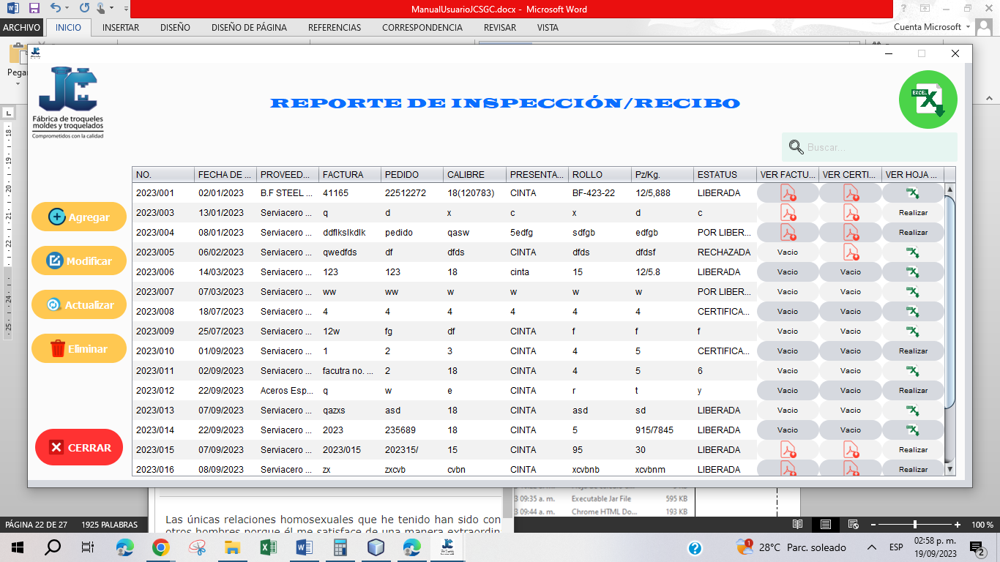 ManualUsuarioJCSGC.docx - Microsoft Word
ARCHIVO INICIO INSERTAR DISEÑO DISEÑO DE PÁGINA REFERENCIAS CORRESPONDENCIA REVISAR VISTA Cuenta Microsoft
JC
Fábrica de troqueles
moldes y troquelados
Comprometidos con la calidad
REPORTE DE INSPECCIÓN/RECIBO
EXCEL
Buscar...
Agregar
Modificar
Actualizar
Eliminar
CERRAR
NO. FECHA DE ... PROVEED... FACTURA PEDIDO CALIBRE PRESENTA... ROLLO Pz/Kg. ESTATUS VER FACTU... VER CERTI... VER HOJA ...
2023/001 02/01/2023 B.F STEEL ... 41165 22512272 18(120783) CINTA BF-423-22 12/5,888 LIBERADA
2023/003 13/01/2023 Serviacero ... q d x c x d c Realizar
2023/004 08/01/2023 Serviacero ... ddflkslkdlk pedido qasw 5edfg sdfgb edfgb POR LIBER... Realizar
2023/005 06/02/2023 Serviacero ... qwedfds df dfds CINTA dfds dfdsf RECHAZADA Vacio
2023/006 14/03/2023 Serviacero ... 123 123 18 cinta 15 12/5.8 LIBERADA Vacio Vacio
2023/007 07/03/2023 Serviacero ... ww ww w w w w POR LIBER... Vacio Vacio
2023/008 18/07/2023 Serviacero ... 4 4 4 4 4 4 CERTIFICA... Vacio Vacio
2023/009 25/07/2023 Serviacero ... 12w fg df CINTA f f f Vacio Vacio
2023/010 01/09/2023 Serviacero ... 1 2 3 CINTA 4 5 CERTIFICA... Vacio Vacio Realizar
2023/011 02/09/2023 Serviacero ... facutra no. ... 2 18 CINTA 4 5 6 Vacio Vacio
2023/012 22/09/2023 Aceros Esp... q w e CINTA r t y Vacio Vacio Realizar
2023/013 07/09/2023 Serviacero ... qazxs asd 18 CINTA asd sd LIBERADA Vacio Vacio
2023/014 22/09/2023 Serviacero ... 2023 235689 18 CINTA 5 915/7845 LIBERADA Vacio Vacio
2023/015 07/09/2023 Serviacero ... 2023/015 202315/ 15 CINTA 95 30 LIBERADA Realizar
2023/016 08/09/2023 Serviacero ... zx zxcvb cvbn CINTA xcvbnb xcvbnm LIBERADA Realizar
3 09:35 a. m. Executable Jar File 595 KB
3 09:44 a. m. Chrome HTML Do... 193 KB
Las únicas relaciones homosexuales que he tenido han sido con
otros hombres porque él me satisface de una manera extraordin
PÁGINA 22 DE 27 1925 PALABRAS 100 %
28°C Parc. soleado ESP 02:58 p. m.
19/09/2023